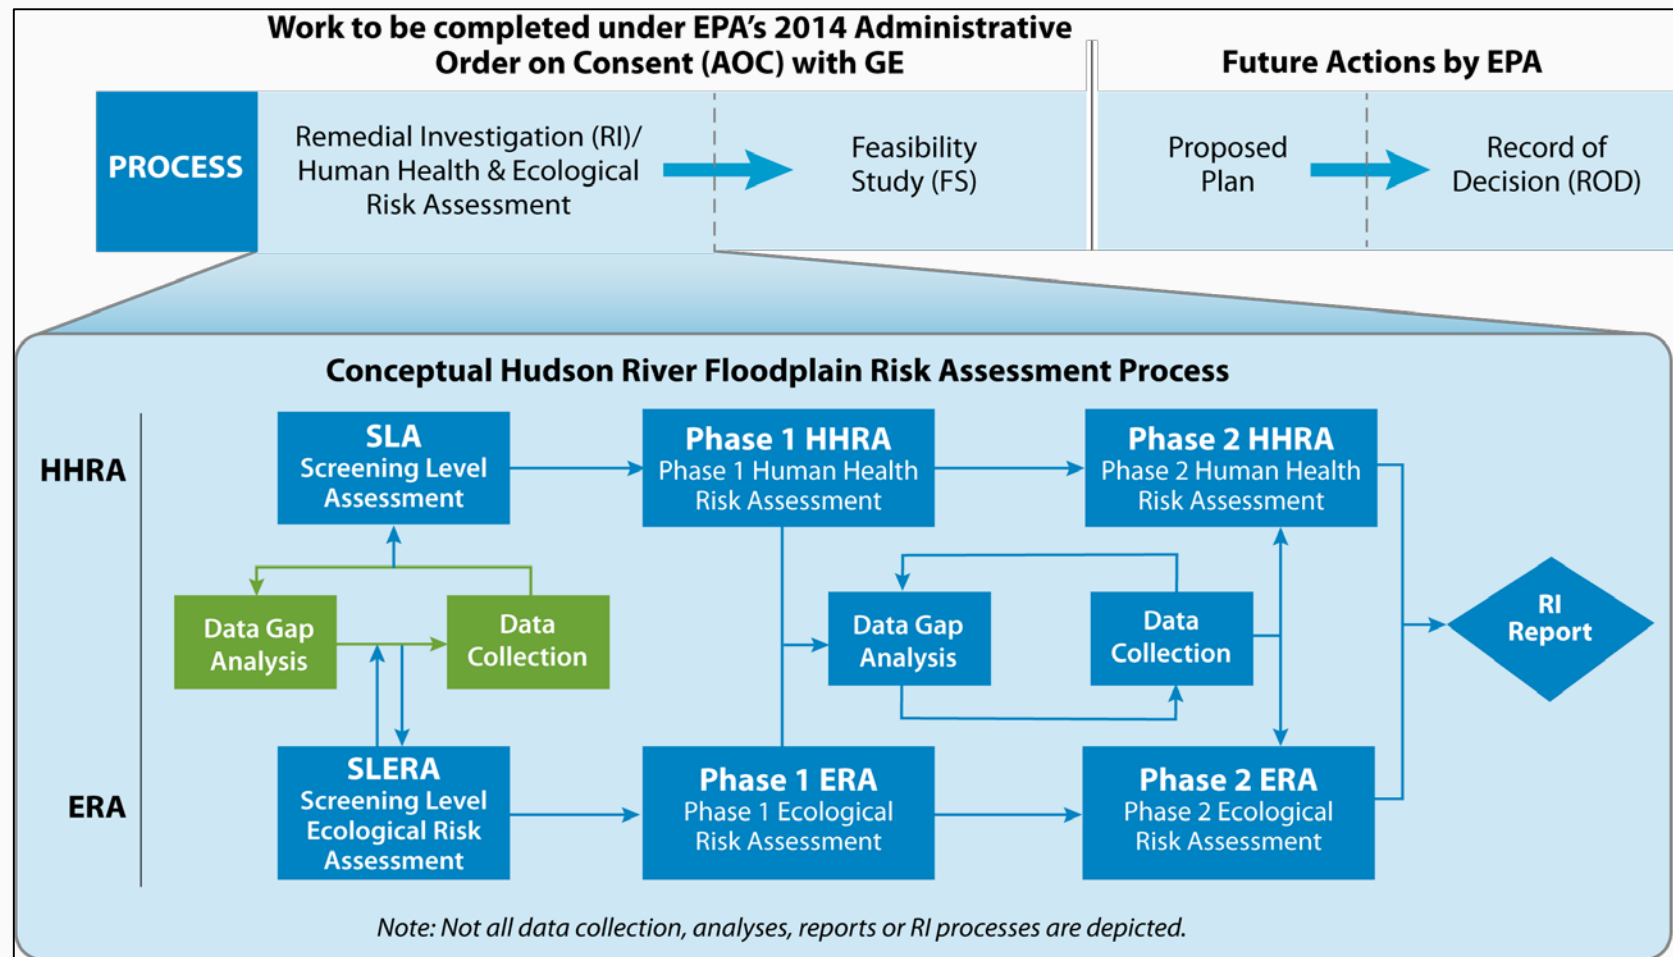 Work to be completed under EPA's 2014 Administrative
Order on Consent (AOC) with GE
Future Actions by EPA
PROCESS
Remedial Investigation (RI)/
Human Health & Ecological
Risk Assessment
Feasibility
Study (FS)
Proposed
Plan
Record of
Decision (ROD)
Conceptual Hudson River Floodplain Risk Assessment Process
HHRA
SLA
Screening Level
Assessment
Phase 1 HHRA
Phase 1 Human Health
Risk Assessment
Phase 2 HHRA
Phase 2 Human Health
Risk Assessment
Data Gap
Analysis
Data
Collection
Data Gap
Analysis
Data
Collection
RI
Report
ERA
SLERA
Screening Level
Ecological Risk
Assessment
Phase 1 ERA
Phase 1 Ecological
Risk Assessment
Phase 2 ERA
Phase 2 Ecological
Risk Assessment
Note: Not all data collection, analyses, reports or RI processes are depicted.